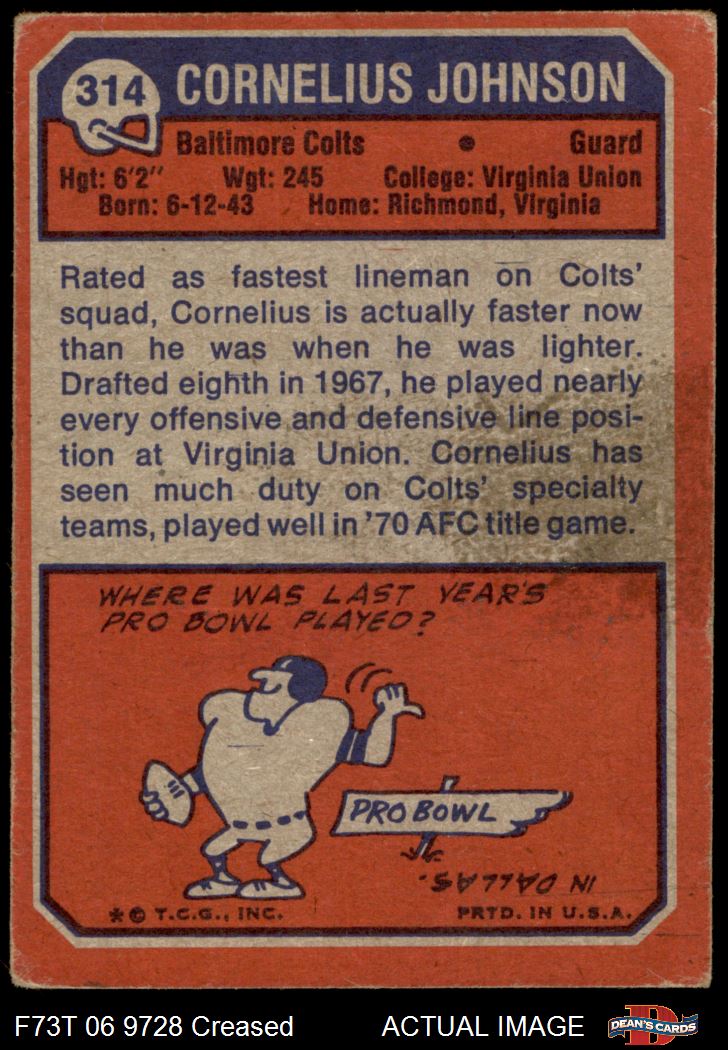 314 CORNELIUS JOHNSON
Baltimore Colts • Guard
Hgt: 6'2" Wgt: 245 College: Virginia Union
Born: 6-12-43 Home: Richmond, Virginia
Rated as fastest lineman on Colts'
squad, Cornelius is actually faster now
than he was when he was lighter.
Drafted eighth in 1967, he played nearly
every offensive and defensive line posi-
tion at Virginia Union. Cornelius has
seen much duty on Colts' specialty
teams, played well in '70 AFC title game.
WHERE WAS LAST YEAR'S
PRO BOWL PLAYED?
PRO BOWL
IN DALLAS.
*© T.C.G., INC. PRTD. IN U.S.A.
F73T 06 9728 Creased ACTUAL IMAGE DEAN'S CARDS